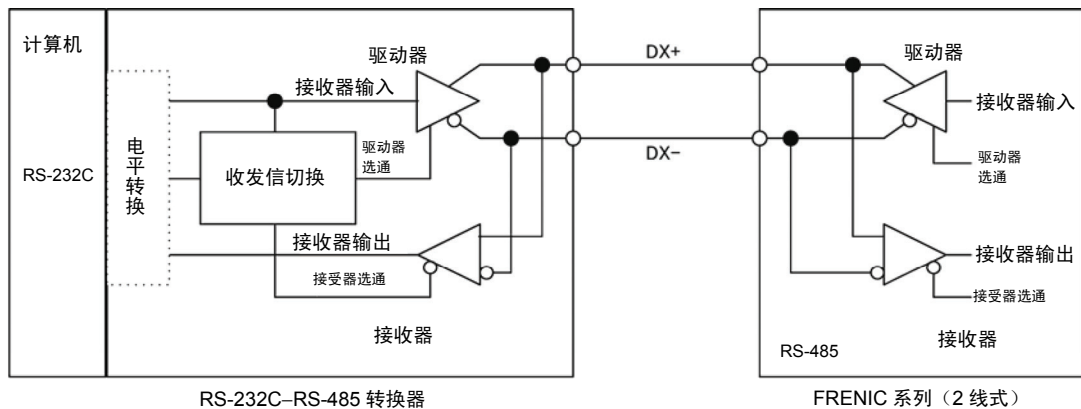 计算机
RS-232C
电平转换
驱动器
接收器输入
收发信切换
驱动器
选通
接收器输出
接受器选通
接收器
RS-232C–RS-485 转换器
DX+
DX−
驱动器
接收器输入
驱动器
选通
接收器输出
接受器选通
接收器
RS-485
FRENIC 系列（2 线式）